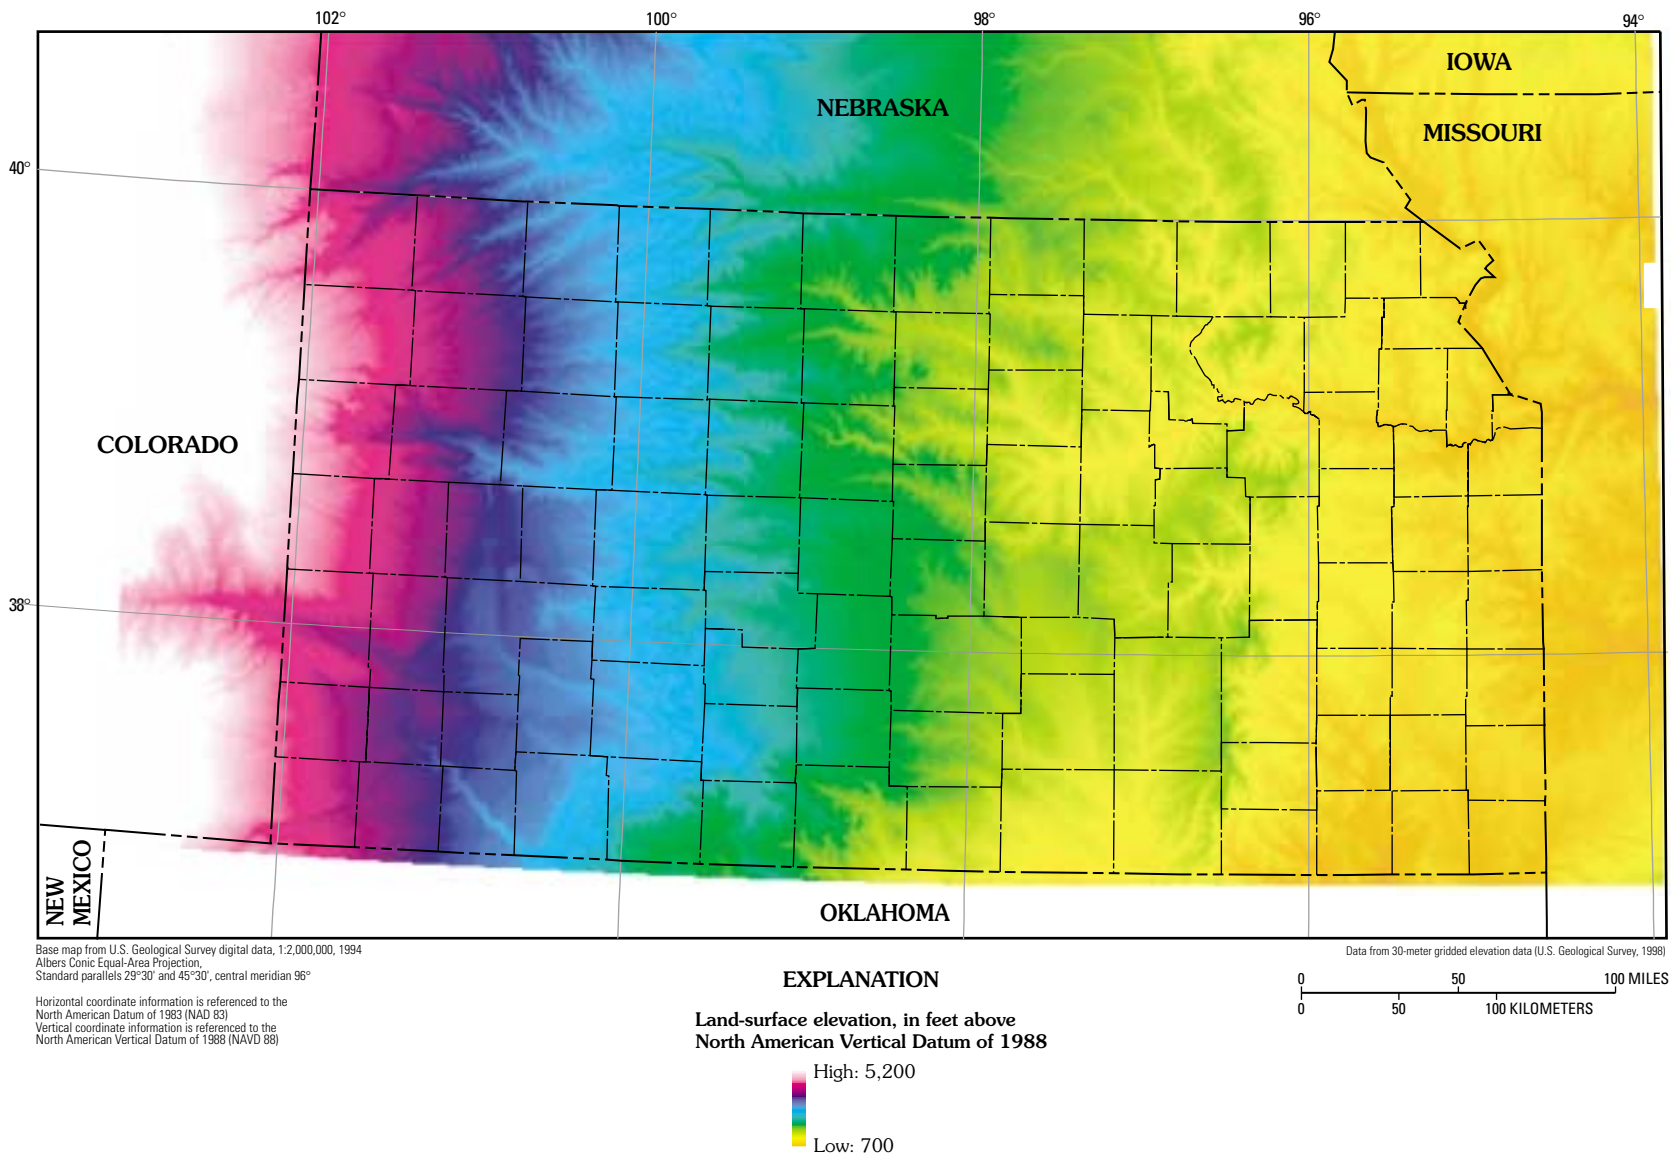 102°
100°
98°
96°
94°
IOWA
NEBRASKA
MISSOURI
40°
COLORADO
38°
NEW
MEXICO
OKLAHOMA
Base map from U.S. Geological Survey digital data, 1:2,000,000, 1994
Albers Conic Equal-Area Projection,
Standard parallels 29°30' and 45°30', central meridian 96°
Horizontal coordinate information is referenced to the
North American Datum of 1983 (NAD 83)
Vertical coordinate information is referenced to the
North American Vertical Datum of 1988 (NAVD 88)
Data from 30-meter gridded elevation data (U.S. Geological Survey, 1998)
0 50 100 MILES
0 50 100 KILOMETERS
EXPLANATION
Land-surface elevation, in feet above
North American Vertical Datum of 1988
High: 5,200
Low: 700